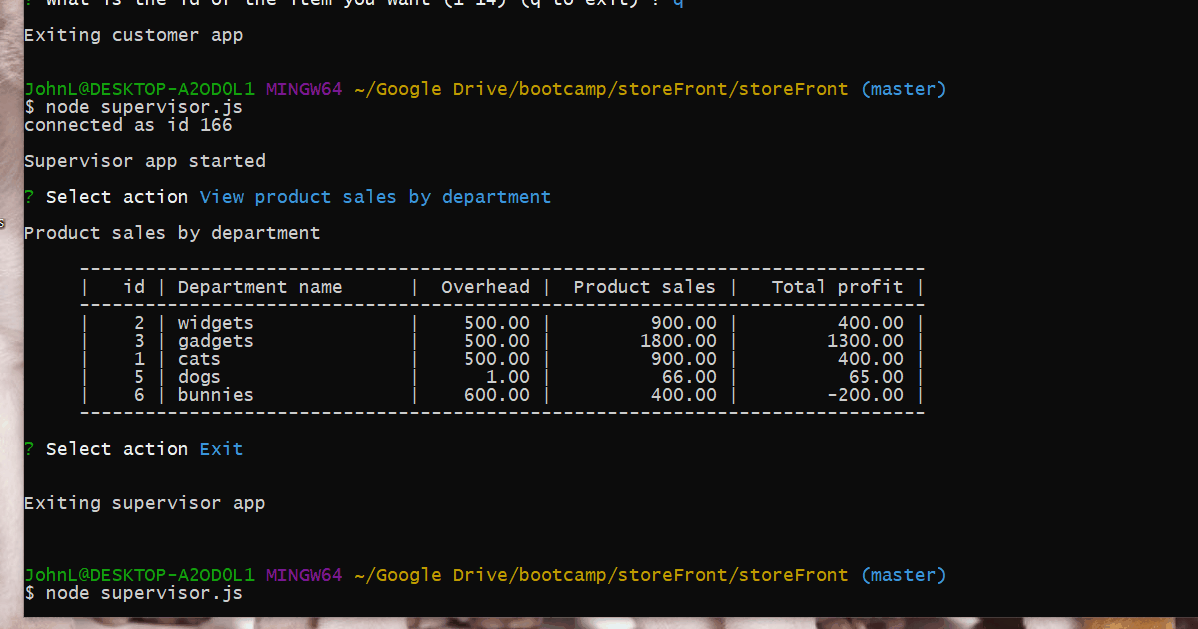 ? What is the id of the item you want (1-14) (q to exit) ? q
Exiting customer app
JohnL@DESKTOP-A2OD0L1 MINGW64 ~/Google Drive/bootcamp/storeFront/storeFront (master)
$ node supervisor.js
connected as id 166
Supervisor app started
? Select action View product sales by department
Product sales by department
-----------------------------------------------------------------------------
|   id | Department name      |  Overhead |  Product sales |   Total profit |
-----------------------------------------------------------------------------
|    2 | widgets              |    500.00 |         900.00 |         400.00 |
|    3 | gadgets              |    500.00 |        1800.00 |        1300.00 |
|    1 | cats                 |    500.00 |         900.00 |         400.00 |
|    5 | dogs                 |      1.00 |          66.00 |          65.00 |
|    6 | bunnies              |    600.00 |         400.00 |        -200.00 |
-----------------------------------------------------------------------------
? Select action Exit
Exiting supervisor app
JohnL@DESKTOP-A2OD0L1 MINGW64 ~/Google Drive/bootcamp/storeFront/storeFront (master)
$ node supervisor.js